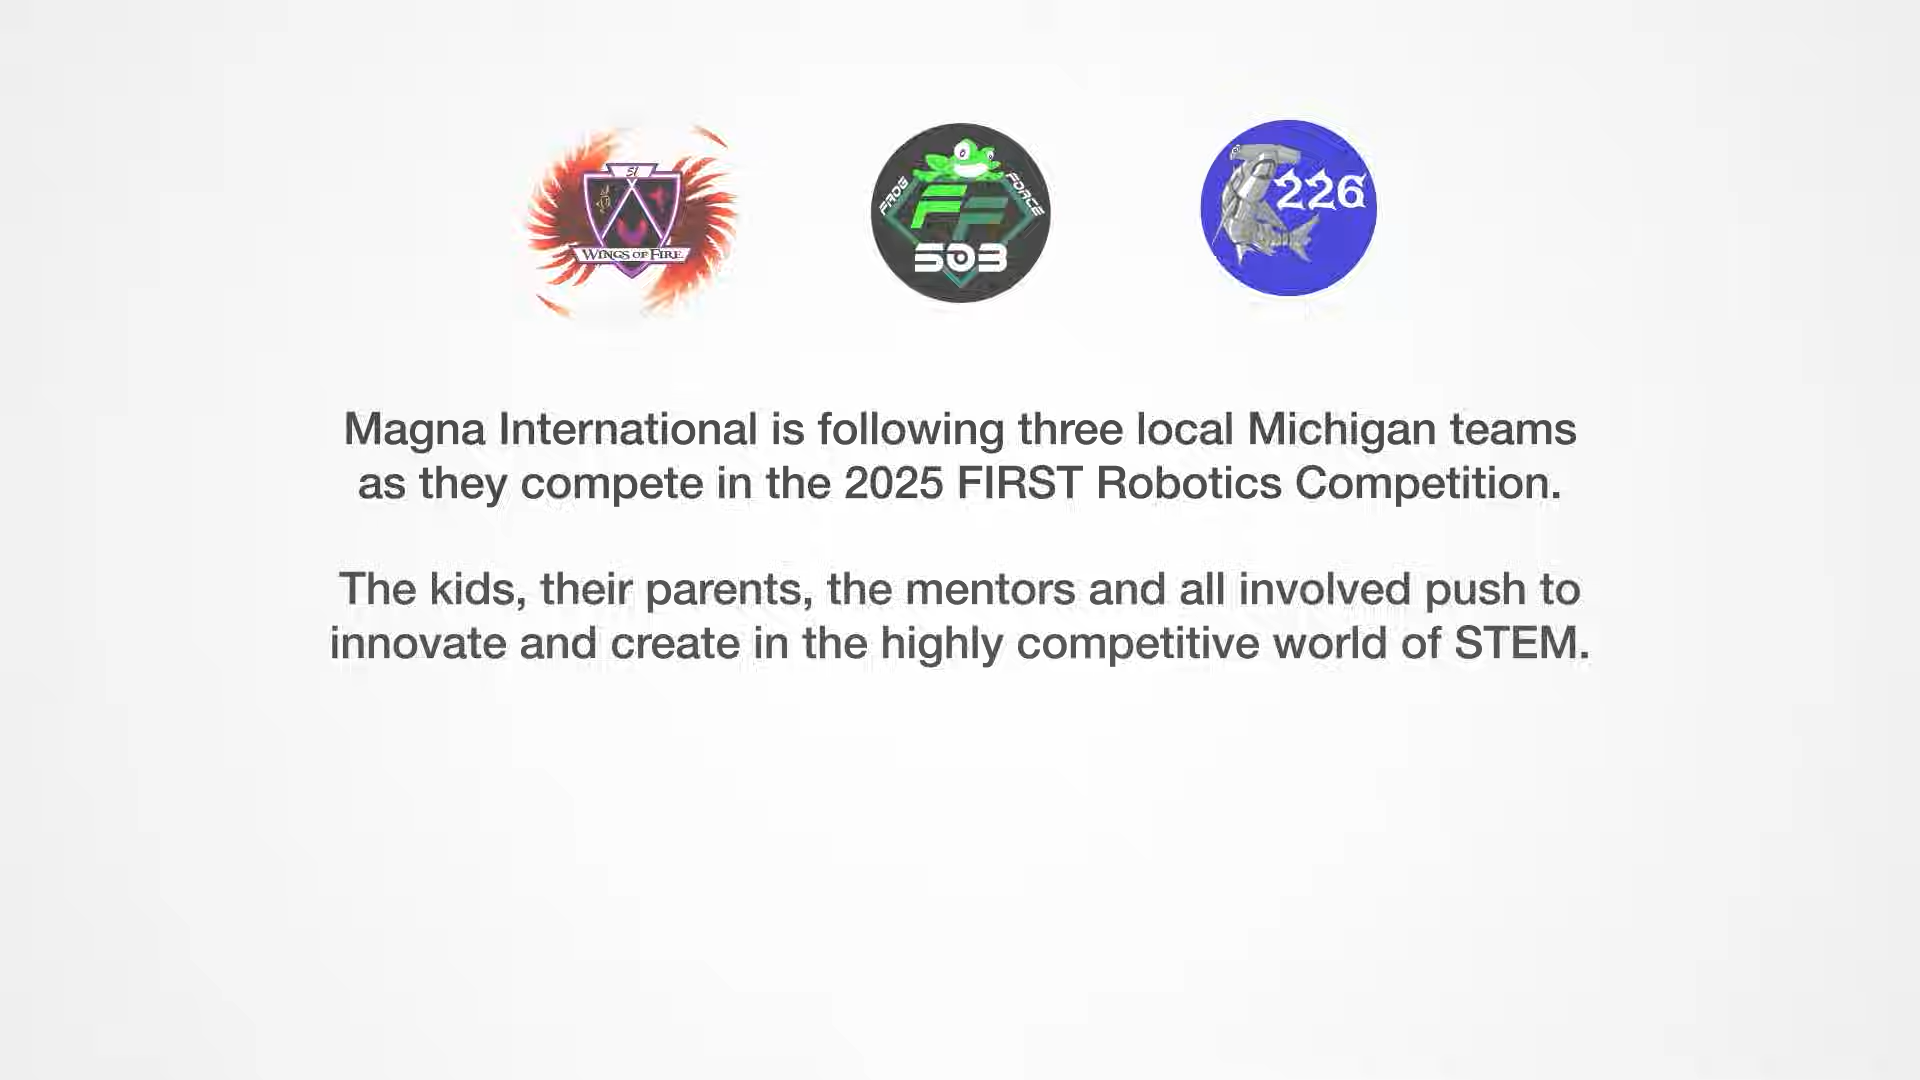 51
WINGS OF FIRE
FROG FORCE
FF
503
226
Magna International is following three local Michigan teams
as they compete in the 2025 FIRST Robotics Competition.
The kids, their parents, the mentors and all involved push to
innovate and create in the highly competitive world of STEM.